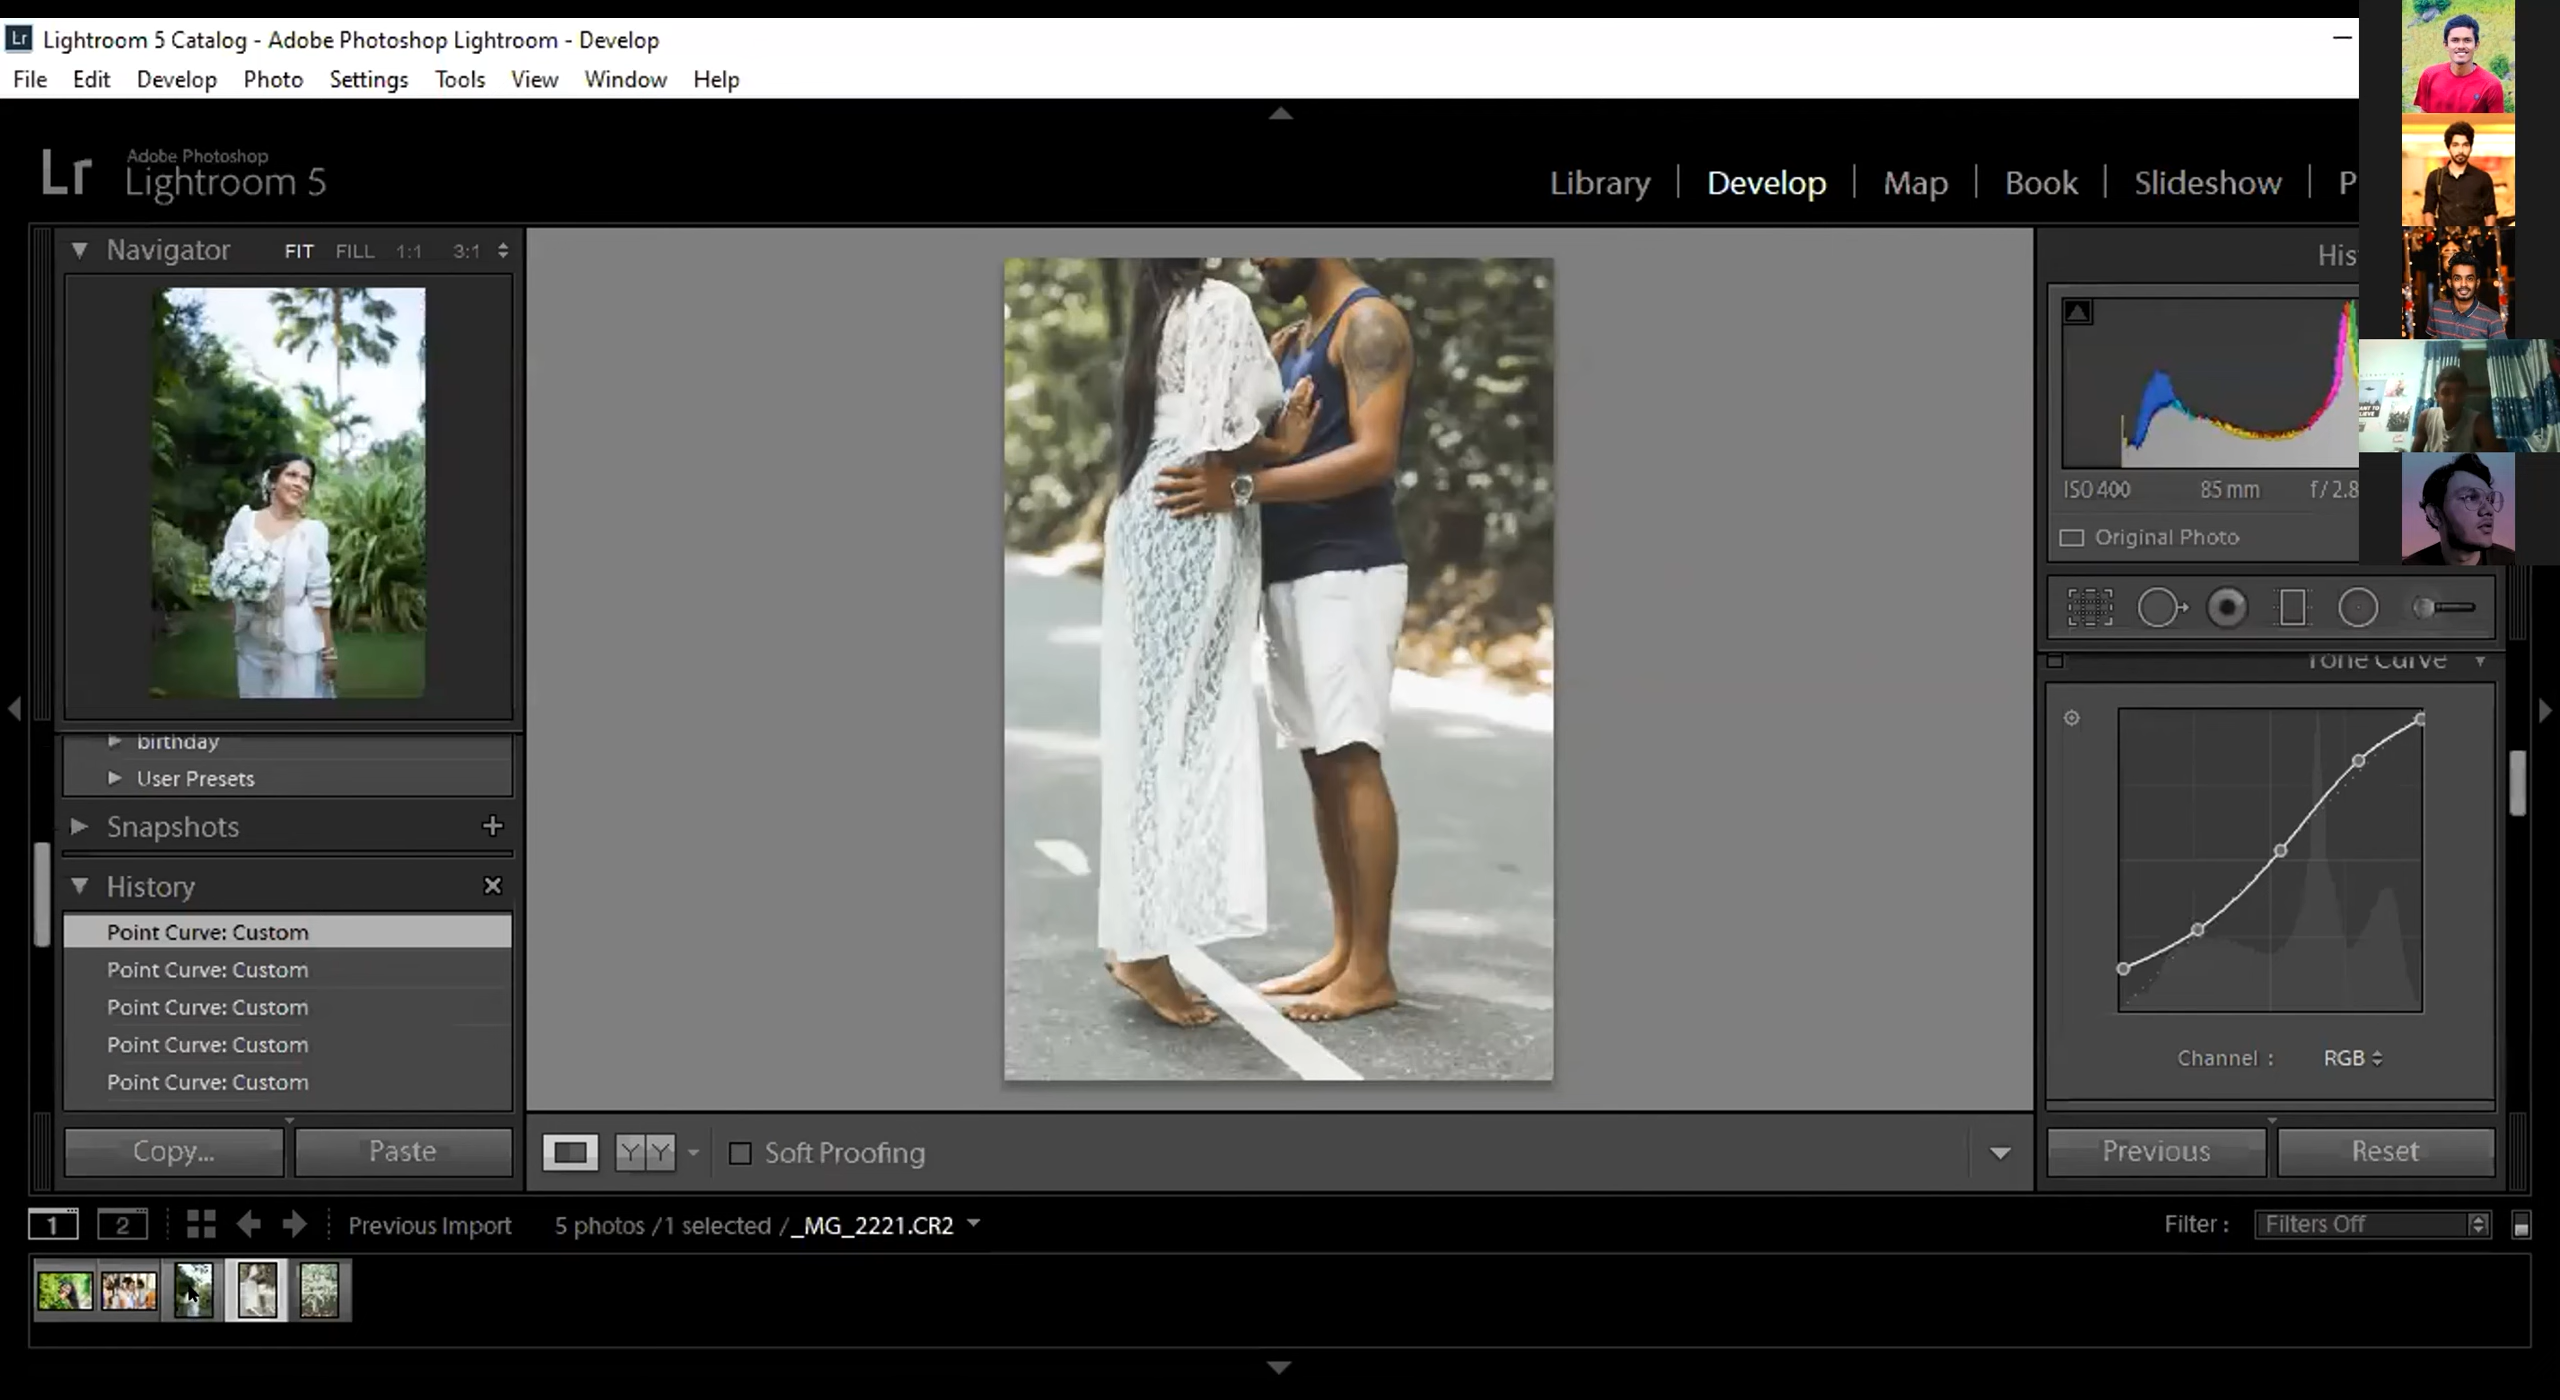 Lr Lightroom 5 Catalog - Adobe Photoshop Lightroom - Develop
File Edit Develop Photo Settings Tools View Window Help
Lr Adobe Photoshop
Lightroom 5
Library | Develop | Map | Book | Slideshow | P
Navigator FIT FILL 1:1 3:1
His
ISO 400 85 mm f / 2.8
Original Photo
Tone Curve
birthday
User Presets
Snapshots
History
Point Curve: Custom
Point Curve: Custom
Point Curve: Custom
Point Curve: Custom
Point Curve: Custom
Channel : RGB
Copy... Paste
Y Y Soft Proofing
Previous Reset
1 2 Previous Import 5 photos / 1 selected / _MG_2221.CR2
Filter : Filters Off